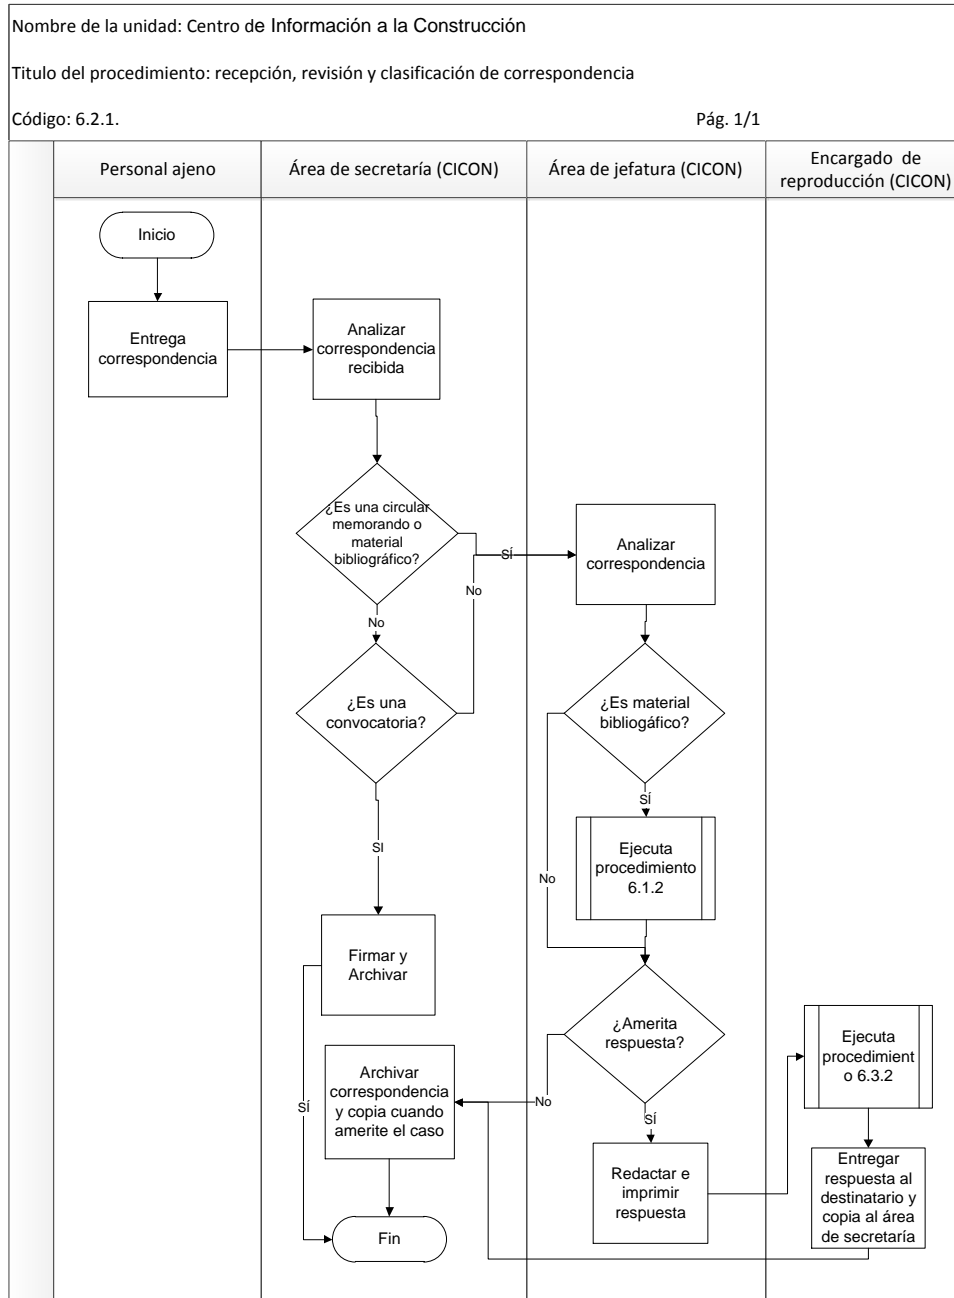 Nombre de la unidad: Centro de Información a la Construcción
Titulo del procedimiento: recepción, revisión y clasificación de correspondencia
Código: 6.2.1.
Pág. 1/1
Personal ajeno
Área de secretaría (CICON)
Área de jefatura (CICON)
Encargado de
reproducción (CICON)
Inicio
Entrega
correspondencia
Analizar
correspondencia
recibida
¿Es una circular
memorando o
material
bibliográfico?
SÍ
No
No
Analizar
correspondencia
¿Es una
convocatoria?
¿Es material
bibliogáfico?
SÍ
SI
No
Ejecuta
procedimiento
6.1.2
Firmar y
Archivar
¿Amerita
respuesta?
Ejecuta
procedimient
o 6.3.2
Archivar
correspondencia
y copia cuando
amerite el caso
SÍ
No
SÍ
Redactar e
imprimir
respuesta
Entregar
respuesta al
destinatario y
copia al área
de secretaría
Fin